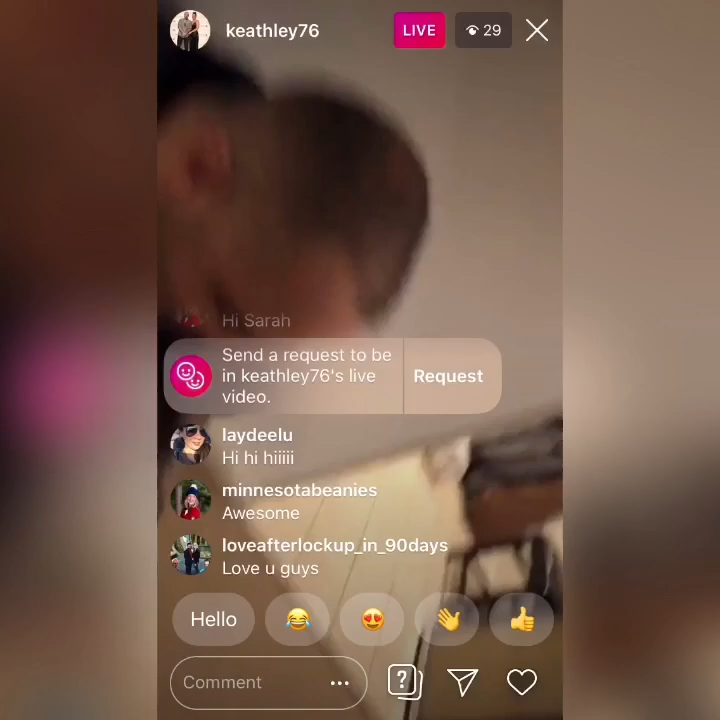 keathley76
LIVE
29
Hi Sarah
Send a request to be
in keathley76's live
video.
Request
laydeelu
Hi hi hiiiii
minnesotabeanies
Awesome
loveafterlockup_in_90days
Love u guys
Hello
Comment
?